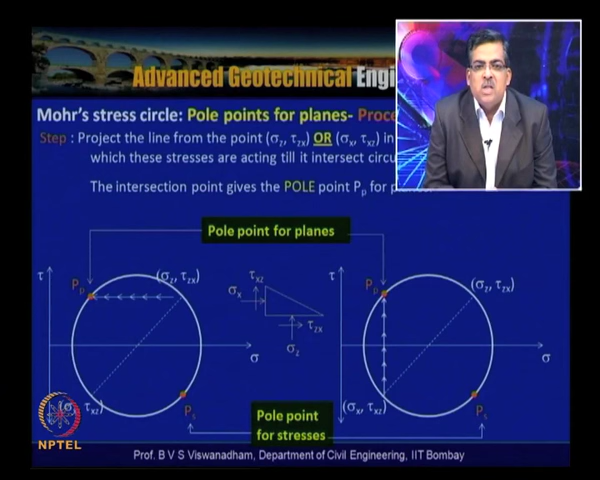 Advanced Geotechnical Engi
Mohr's stress circle: Pole points for planes- Proce
Step : Project the line from the point (σz, τzx) OR (σx, τxz) in
which these stresses are acting till it intersect circu
The intersection point gives the POLE point Pp for
Pole point for planes
τ
Pp
(σz, τzx)
σ
τxz
σx
τzx
σz
τ
Pp
(σz, τzx)
σ
τxz)
Ps
(σx, τxz)
Ps
Pole point
for stresses
NPTEL
Prof. B V S Viswanadham, Department of Civil Engineering, IIT Bombay